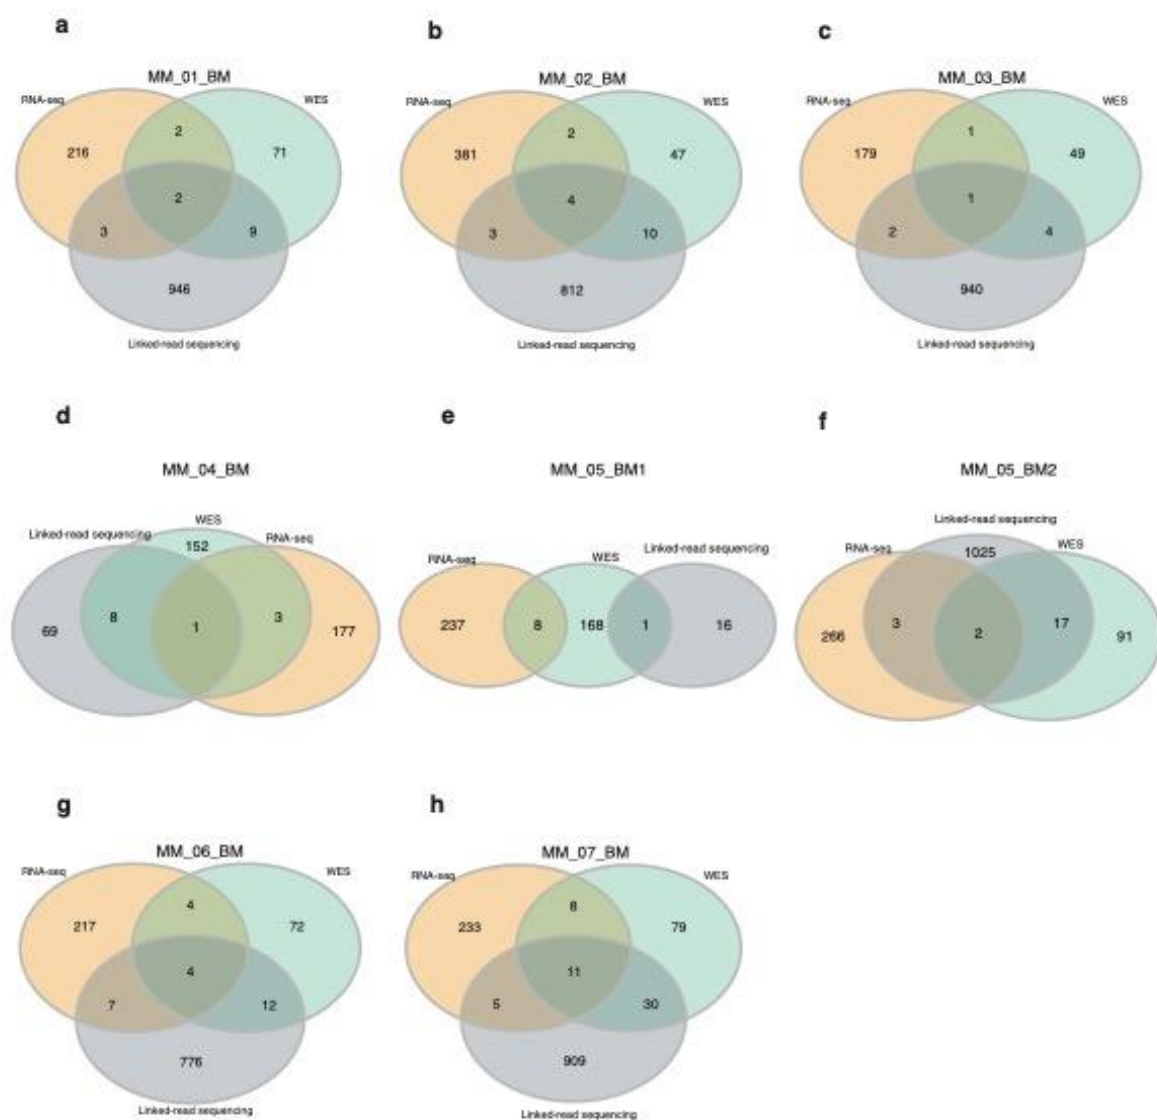 a
b
c
MM_01_BM
MM_02_BM
MM_03_BM
RNA-seq
WES
RNA-seq
WES
RNA-seq
WES
2
216
71
2
3
9
946
2
381
47
4
3
10
812
1
179
49
1
2
4
940
Linked-read sequencing
Linked-read sequencing
Linked-read sequencing
d
e
f
MM_04_BM
MM_05_BM1
MM_05_BM2
Linked-read sequencing
WES
RNA-seq
152
69
8
1
3
177
RNA-seq
WES
Linked-read sequencing
237
8
168
1
16
Linked-read sequencing
RNA-seq
WES
1025
266
3
2
17
91
g
h
MM_06_BM
MM_07_BM
RNA-seq
WES
4
217
72
4
7
12
776
Linked-read sequencing
RNA-seq
WES
8
233
79
11
5
30
909
Linked-read sequencing